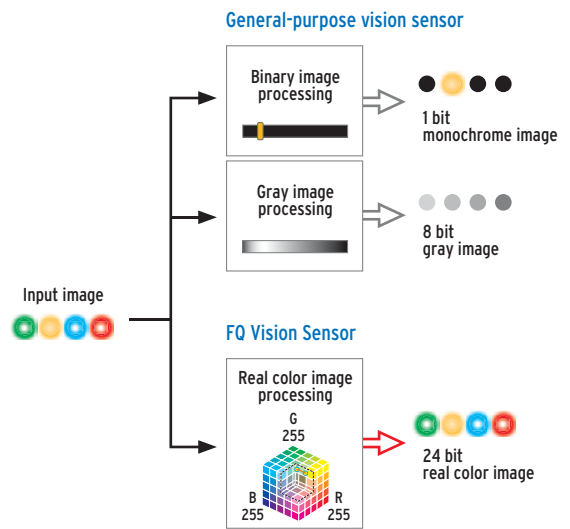 General-purpose vision sensor
Binary image
processing
1 bit
monochrome image
Gray image
processing
8 bit
gray image
Input image
FQ Vision Sensor
Real color image
processing
G
255
B
255
R
255
24 bit
real color image